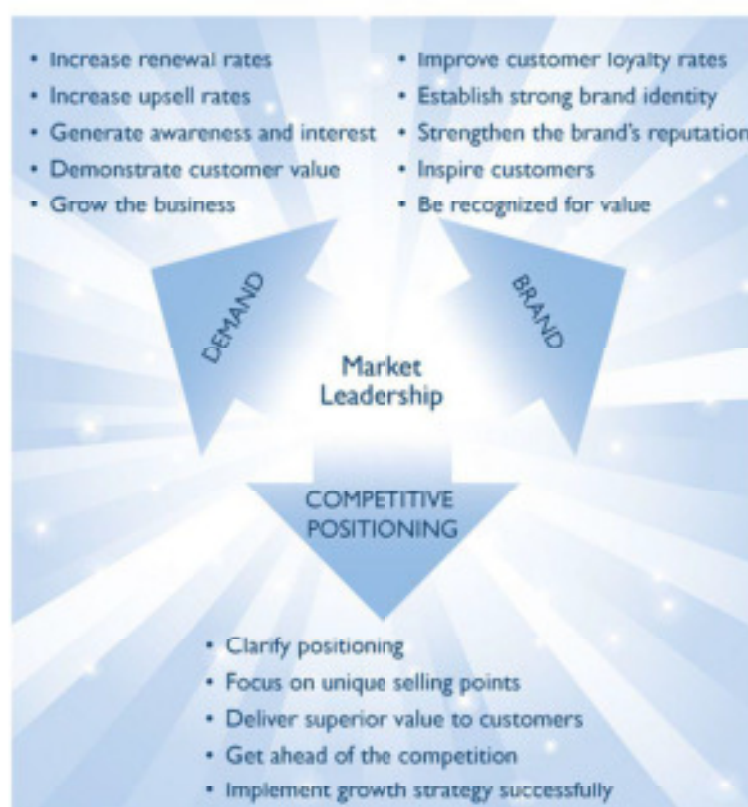 • Increase renewal rates
• Increase upsell rates
• Generate awareness and interest
• Demonstrate customer value
• Grow the business
• Improve customer loyalty rates
• Establish strong brand identity
• Strengthen the brand's reputation
• Inspire customers
• Be recognized for value
DEMAND
BRAND
Market
Leadership
COMPETITIVE
POSITIONING
• Clarify positioning
• Focus on unique selling points
• Deliver superior value to customers
• Get ahead of the competition
• Implement growth strategy successfully